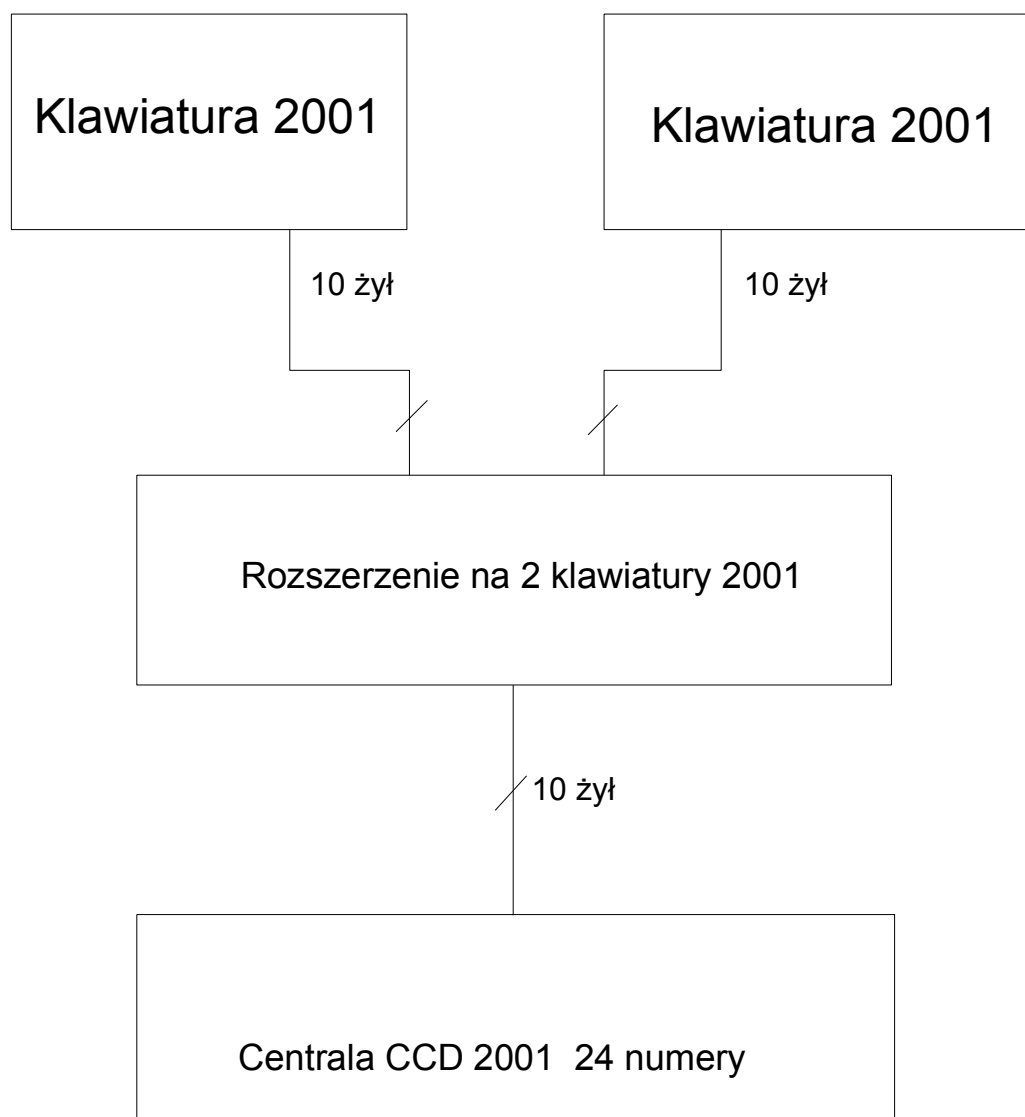 Klawiatura 2001
Klawiatura 2001
10 żył
10 żył
Rozszerzenie na 2 klawiatury 2001
10 żył
Centrala CCD 2001 24 numery